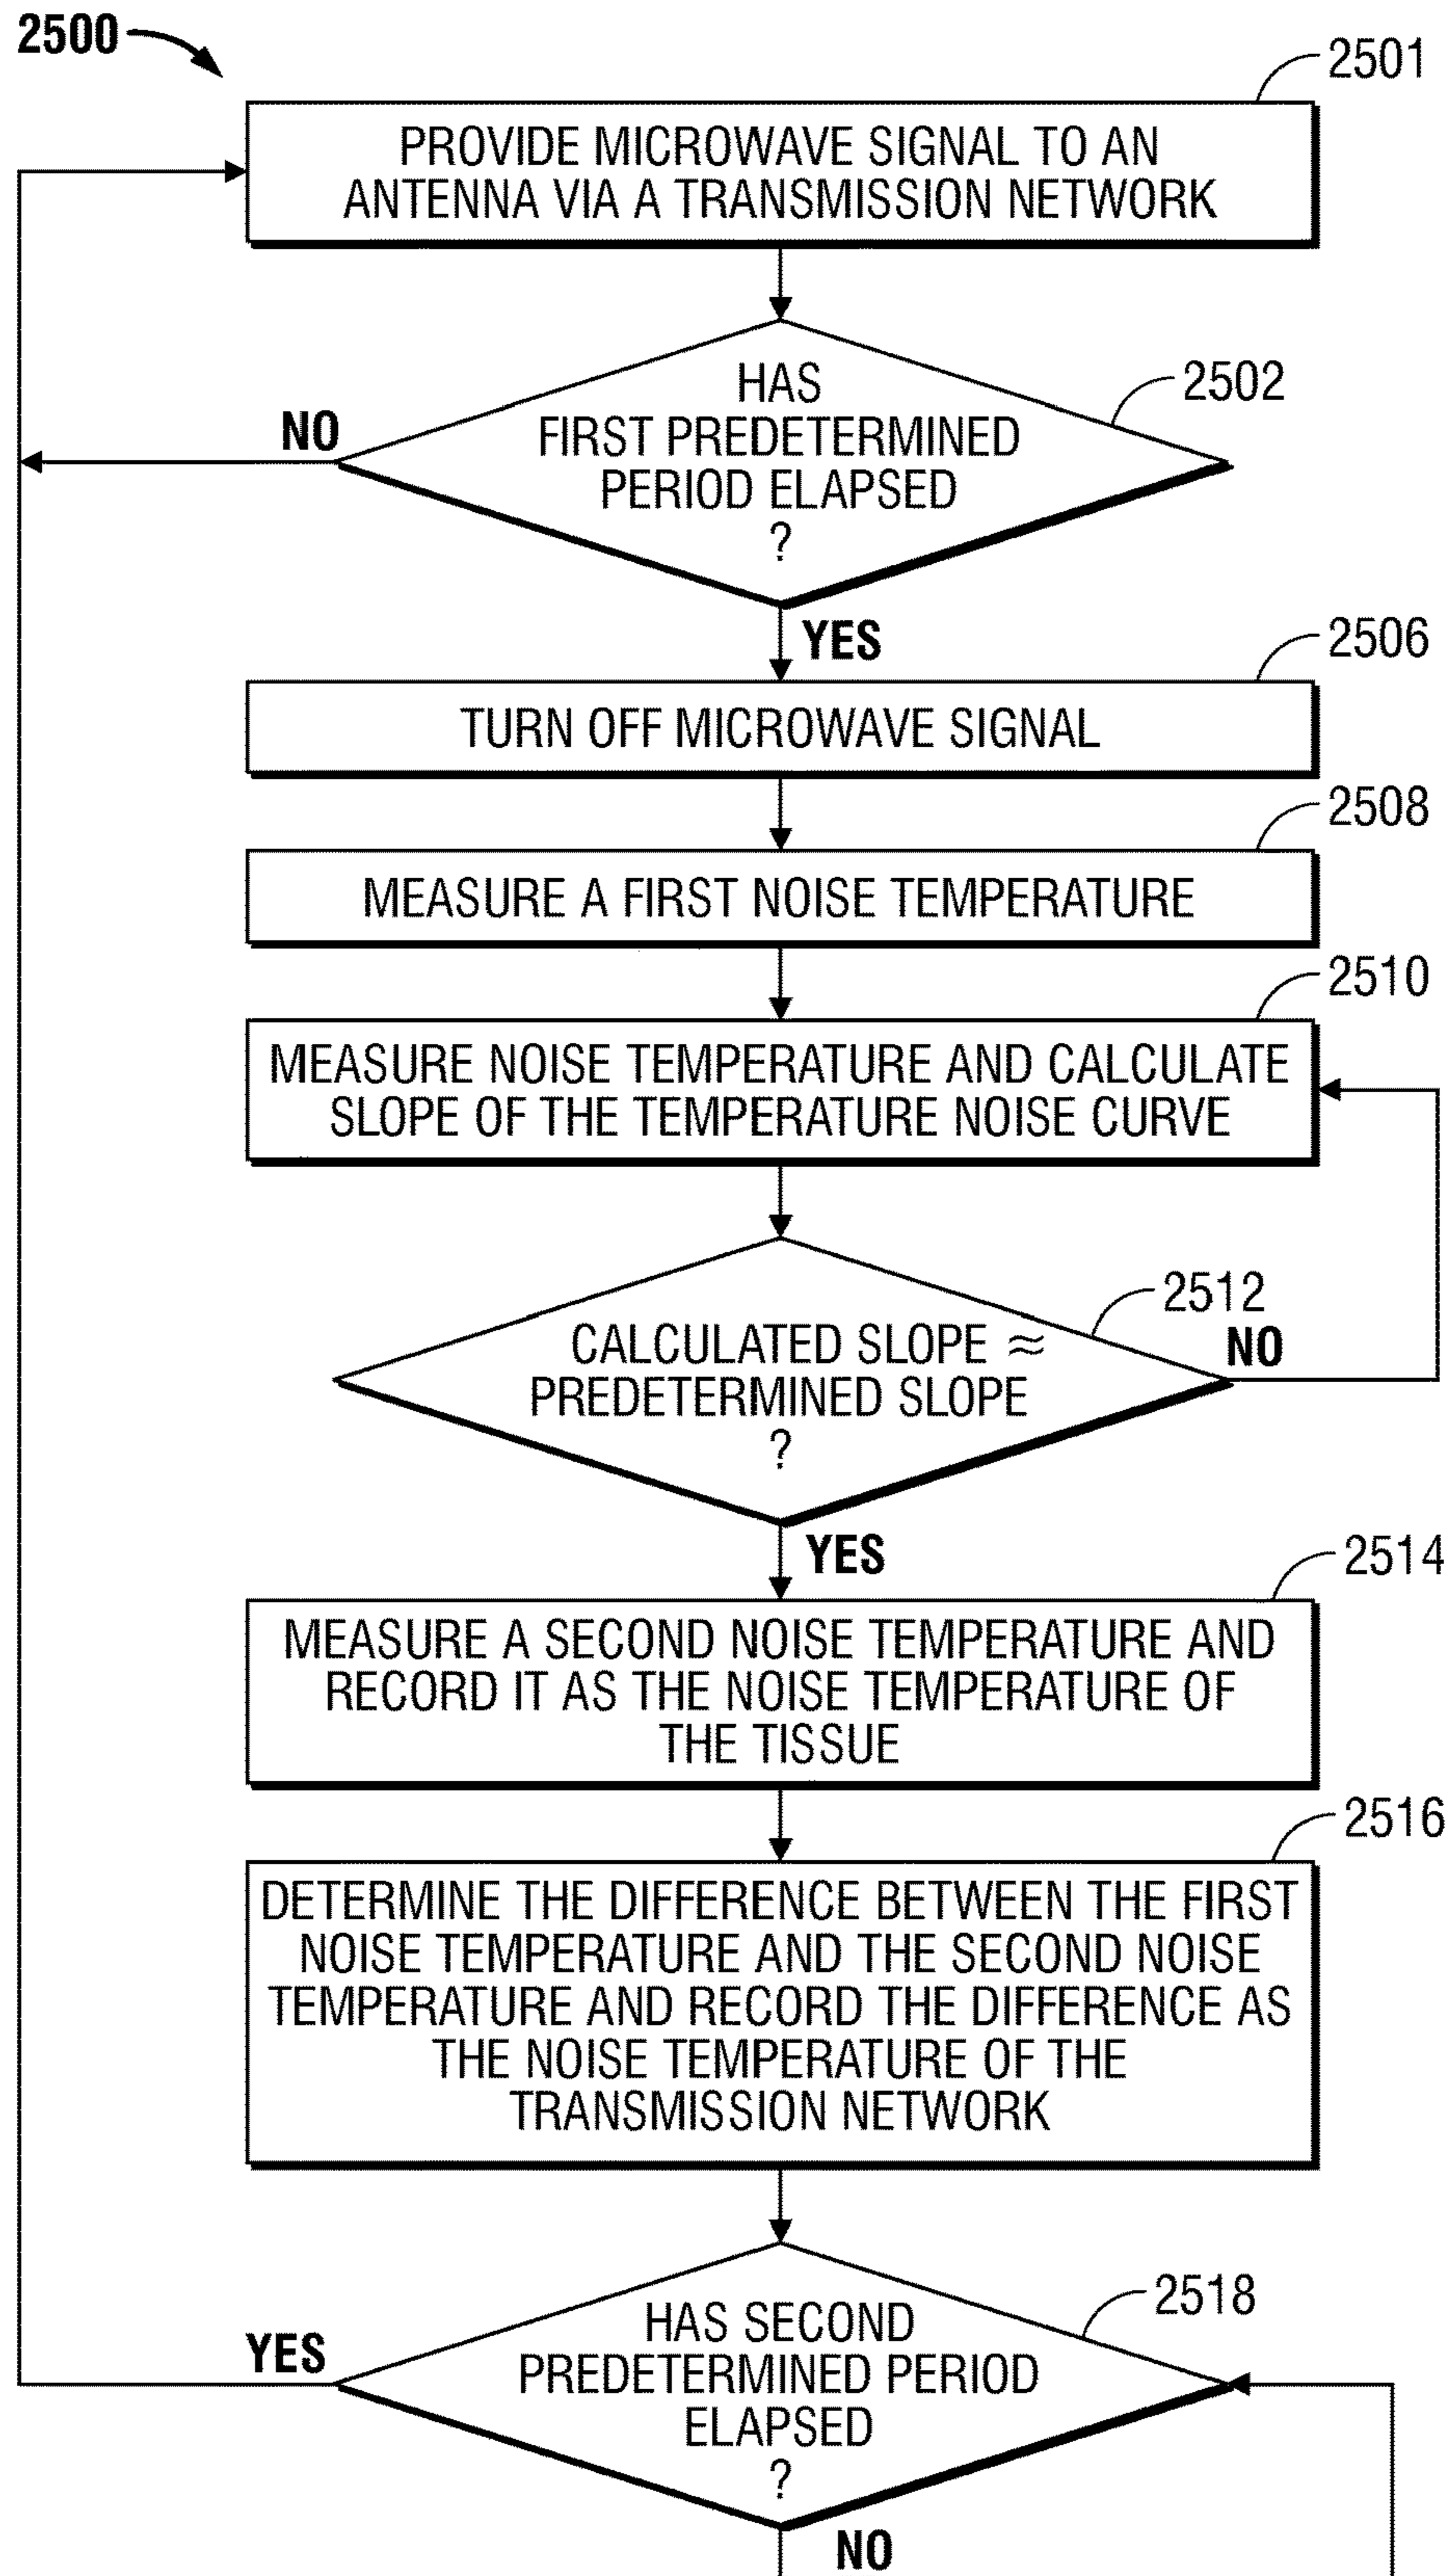 2500
2501
PROVIDE MICROWAVE SIGNAL TO AN
ANTENNA VIA A TRANSMISSION NETWORK
2502
HAS
FIRST PREDETERMINED
PERIOD ELAPSED
?
NO
YES
2506
TURN OFF MICROWAVE SIGNAL
2508
MEASURE A FIRST NOISE TEMPERATURE
2510
MEASURE NOISE TEMPERATURE AND CALCULATE
SLOPE OF THE TEMPERATURE NOISE CURVE
2512
CALCULATED SLOPE ≈
PREDETERMINED SLOPE
?
NO
YES
2514
MEASURE A SECOND NOISE TEMPERATURE AND
RECORD IT AS THE NOISE TEMPERATURE OF
THE TISSUE
2516
DETERMINE THE DIFFERENCE BETWEEN THE FIRST
NOISE TEMPERATURE AND THE SECOND NOISE
TEMPERATURE AND RECORD THE DIFFERENCE AS
THE NOISE TEMPERATURE OF THE
TRANSMISSION NETWORK
2518
HAS SECOND
PREDETERMINED PERIOD
ELAPSED
?
YES
NO